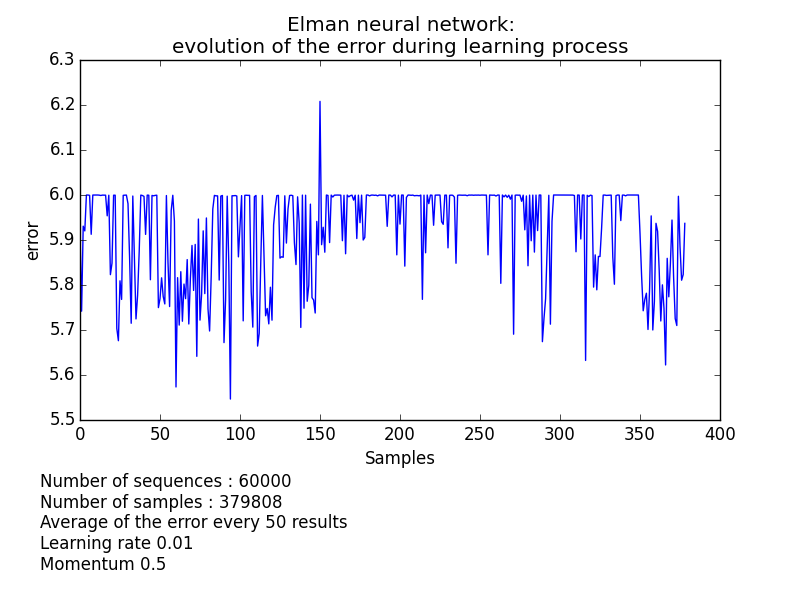 Elman neural network:
evolution of the error during learning process
6.3
6.2
6.1
6.0
5.9
5.8
5.7
5.6
5.5
error
0 50 100 150 200 250 300 350 400
Samples
Number of sequences : 60000
Number of samples : 379808
Average of the error every 50 results
Learning rate 0.01
Momentum 0.5